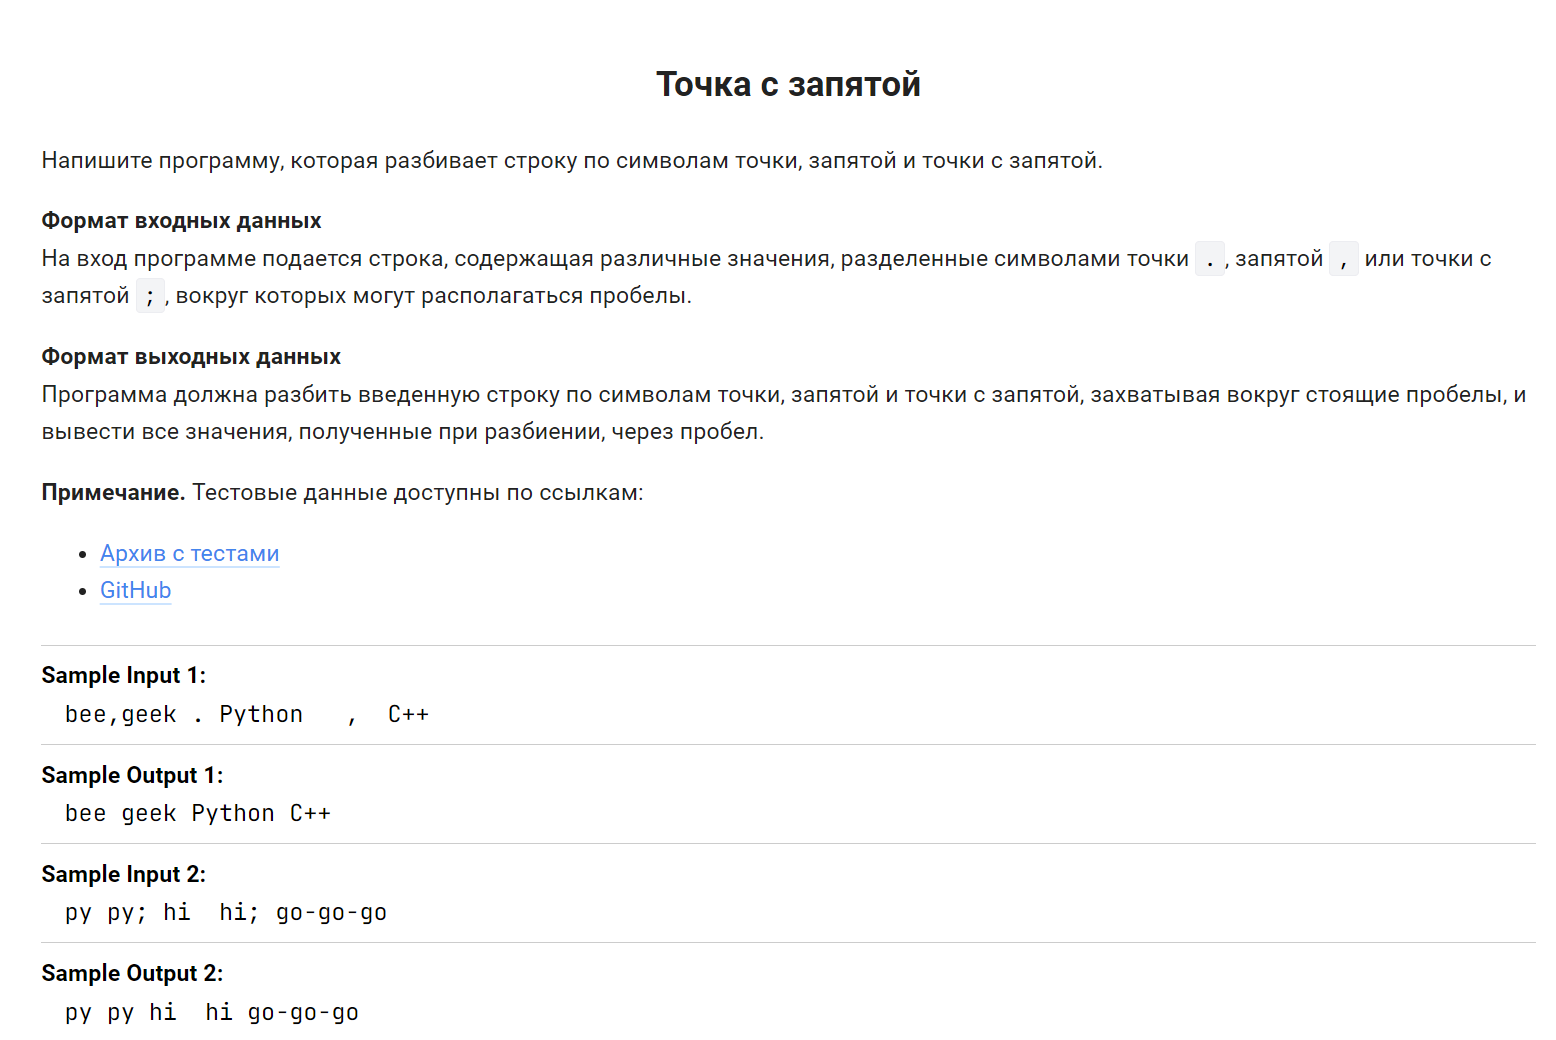 Точка с запятой
Напишите программу, которая разбивает строку по символам точки, запятой и точки с запятой.
Формат входных данных
На вход программе подается строка, содержащая различные значения, разделенные символами точки ., запятой , или точки с
запятой ;, вокруг которых могут располагаться пробелы.
Формат выходных данных
Программа должна разбить введенную строку по символам точки, запятой и точки с запятой, захватывая вокруг стоящие пробелы, и
вывести все значения, полученные при разбиении, через пробел.
Примечание. Тестовые данные доступны по ссылкам:
Архив с тестами
GitHub
Sample Input 1:
bee,geek . Python   ,  C++
Sample Output 1:
bee geek Python C++
Sample Input 2:
py py; hi  hi; go-go-go
Sample Output 2:
py py hi  hi go-go-go